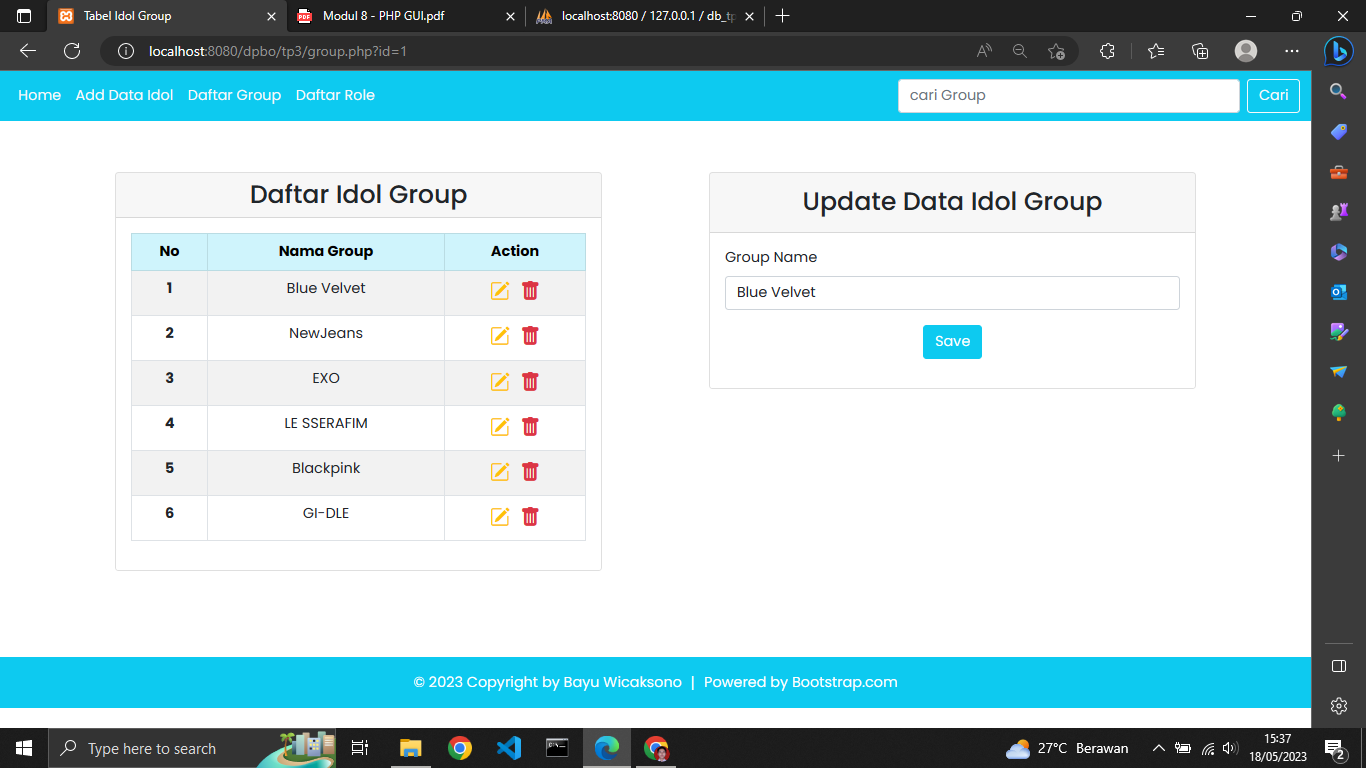 Tabel Idol Group
Modul 8 - PHP GUI.pdf
localhost:8080 / 127.0.0.1 / db_tp
localhost:8080/dpbo/tp3/group.php?id=1
Home Add Data Idol Daftar Group Daftar Role
cari Group
Cari
Daftar Idol Group
No Nama Group Action
1 Blue Velvet
2 NewJeans
3 EXO
4 LE SSERAFIM
5 Blackpink
6 GI-DLE
Update Data Idol Group
Group Name
Blue Velvet
Save
© 2023 Copyright by Bayu Wicaksono | Powered by Bootstrap.com
Type here to search
27°C Berawan
15:37
18/05/2023
2